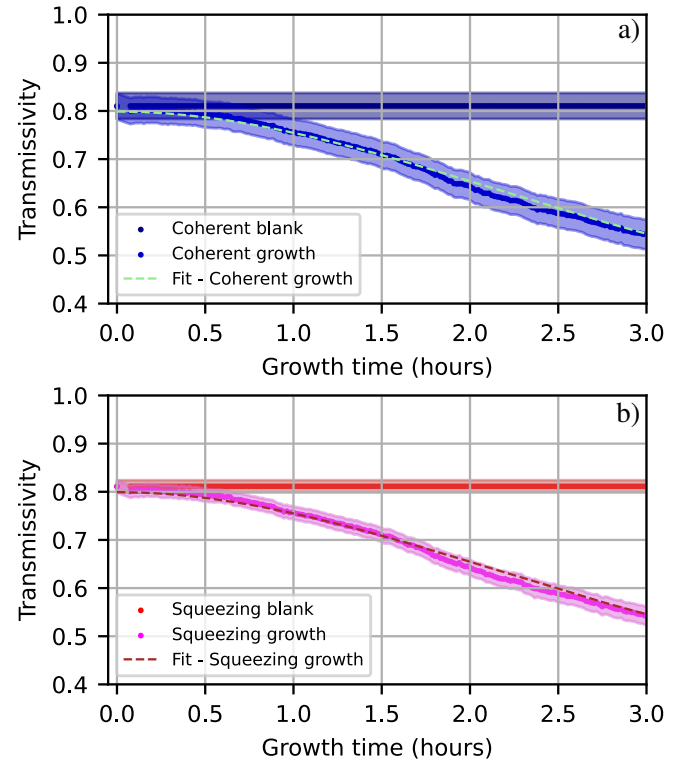 a)
1.0
0.9
0.8
0.7
0.6
0.5
0.4
Transmissivity
Coherent blank
Coherent growth
Fit - Coherent growth
0.0 0.5 1.0 1.5 2.0 2.5 3.0
Growth time (hours)
b)
1.0
0.9
0.8
0.7
0.6
0.5
0.4
Transmissivity
Squeezing blank
Squeezing growth
Fit - Squeezing growth
0.0 0.5 1.0 1.5 2.0 2.5 3.0
Growth time (hours)